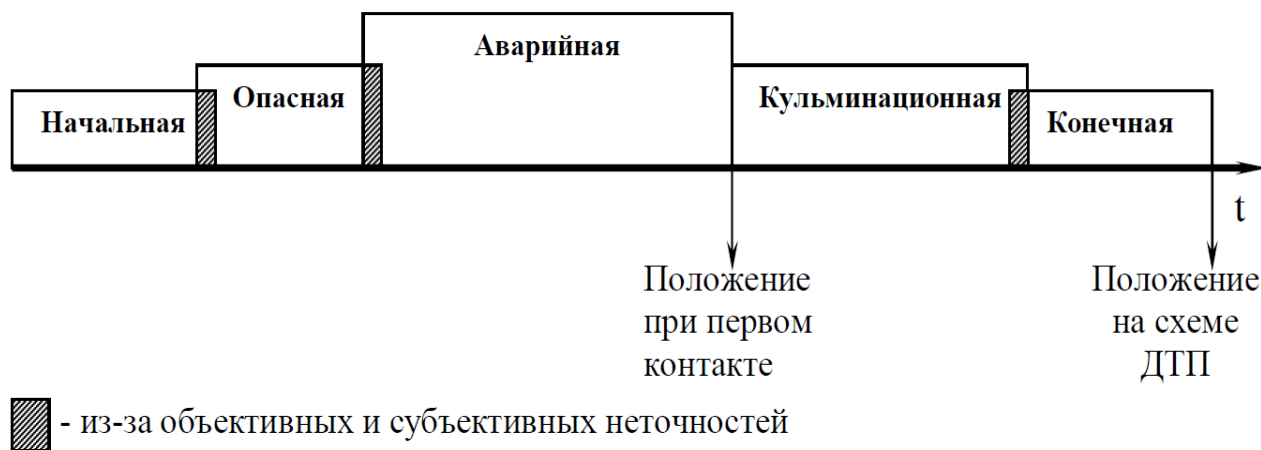 Аварийная
Начальная
Опасная
Кульминационная
Конечная
t
Положение
при первом
контакте
Положение
на схеме
ДТП
- из-за объективных и субъективных неточностей